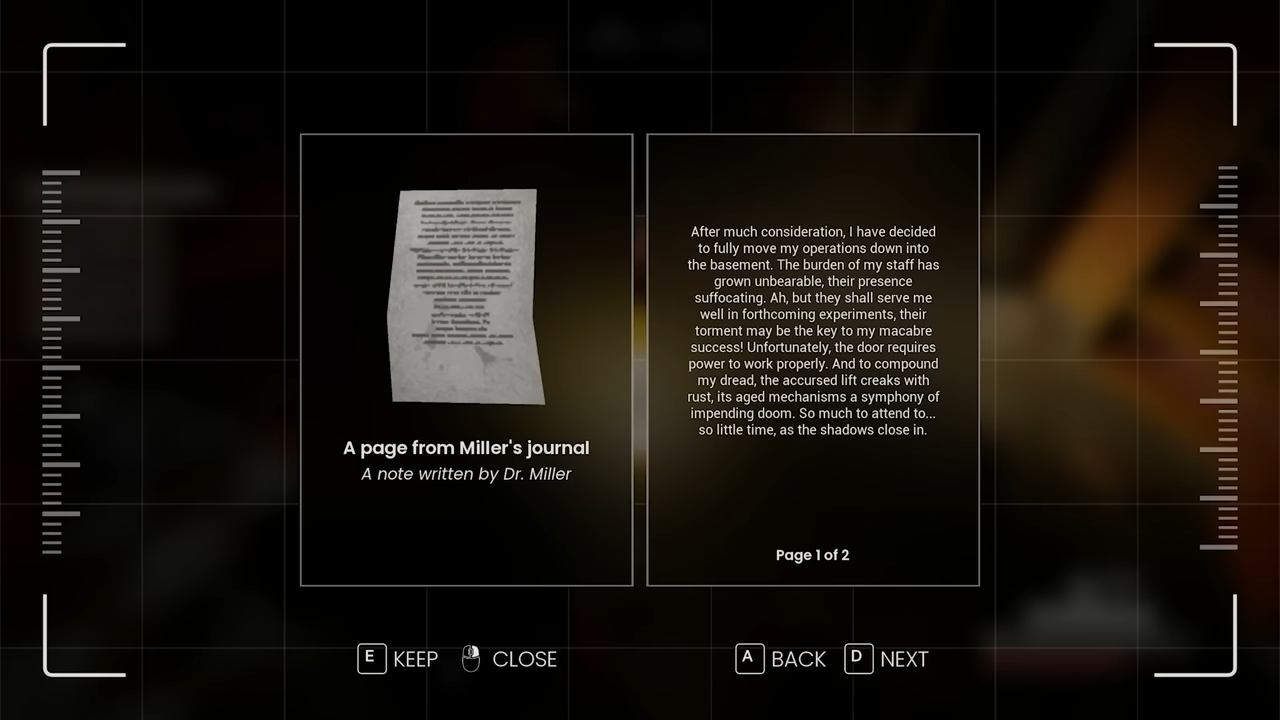 A page from Miller's journal
A note written by Dr. Miller
After much consideration, I have decided
to fully move my operations down into
the basement. The burden of my staff has
grown unbearable, their presence
suffocating. Ah, but they shall serve me
well in forthcoming experiments, their
torment may be the key to my macabre
success! Unfortunately, the door requires
power to work properly. And to compound
my dread, the accursed lift creaks with
rust, its aged mechanisms a symphony of
impending doom. So much to attend to...
so little time, as the shadows close in.
Page 1 of 2
E KEEP CLOSE A BACK D NEXT